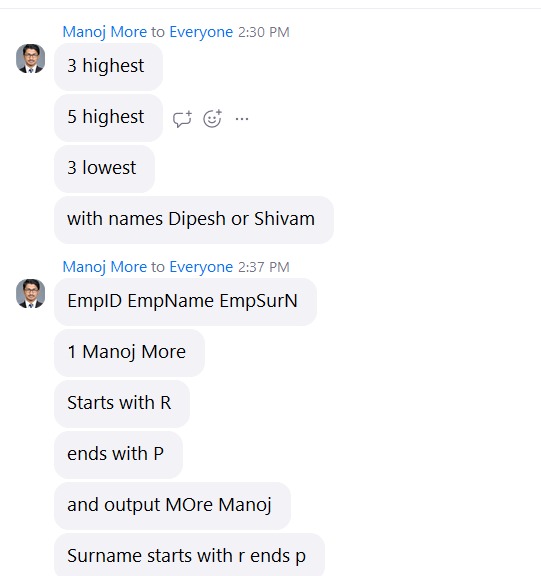 Manoj More to Everyone 2:30 PM
3 highest
5 highest
3 lowest
with names Dipesh or Shivam
Manoj More to Everyone 2:37 PM
EmpID EmpName EmpSurN
1 Manoj More
Starts with R
ends with P
and output MOre Manoj
Surname starts with r ends p